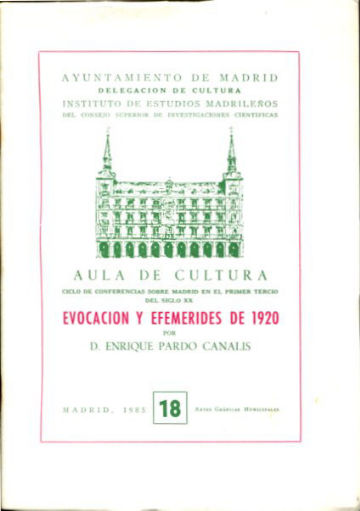 AYUNTAMIENTO DE MADRID
DELEGACION DE CULTURA
INSTITUTO DE ESTUDIOS MADRILEÑOS
DEL CONSEJO SUPERIOR DE INVESTIGACIONES CIENTIFICAS
AULA DE CULTURA
CICLO DE CONFERENCIAS SOBRE MADRID EN EL PRIMER TERCIO
DEL SIGLO XX
EVOCACION Y EFEMERIDES DE 1920
POR
D. ENRIQUE PARDO CANALIS
MADRID, 1985 18 ARTES GRÁFICAS MUNICIPALES